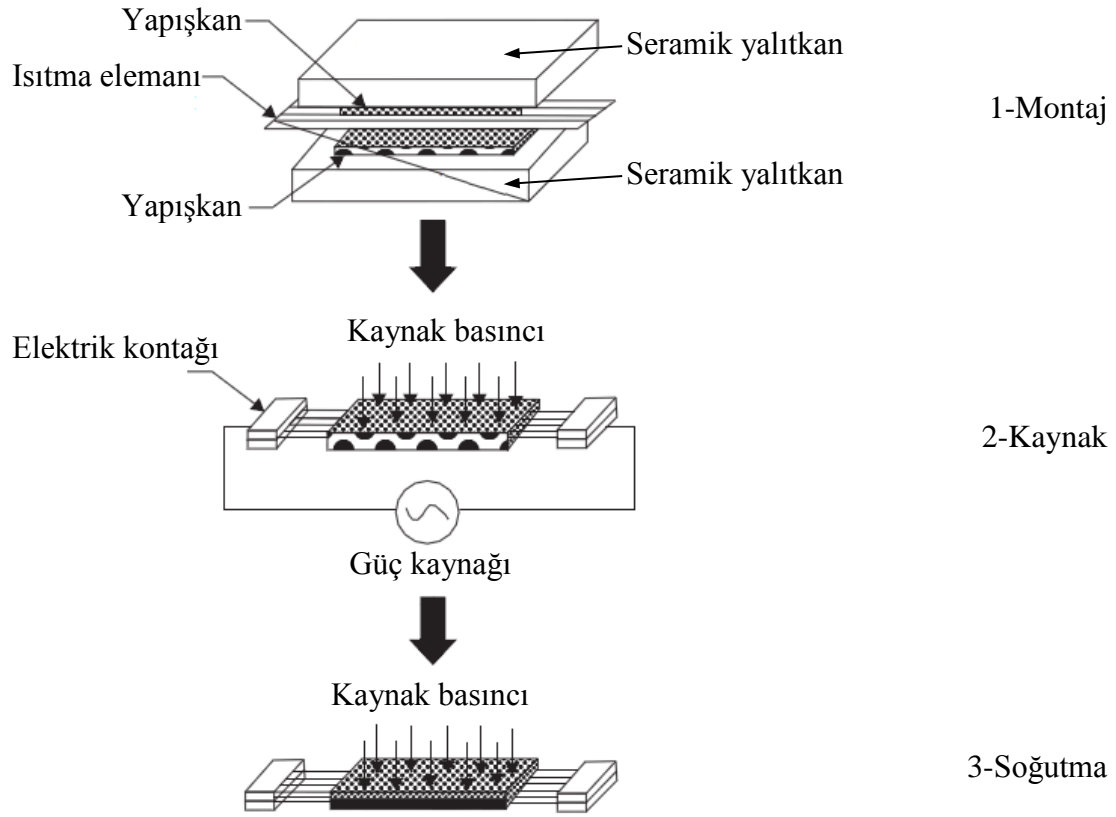 Yapışkan
Seramik yalıtkan
Isıtma elemanı
1-Montaj
Seramik yalıtkan
Yapışkan
Kaynak basıncı
Elektrik kontağı
2-Kaynak
Güç kaynağı
Kaynak basıncı
3-Soğutma